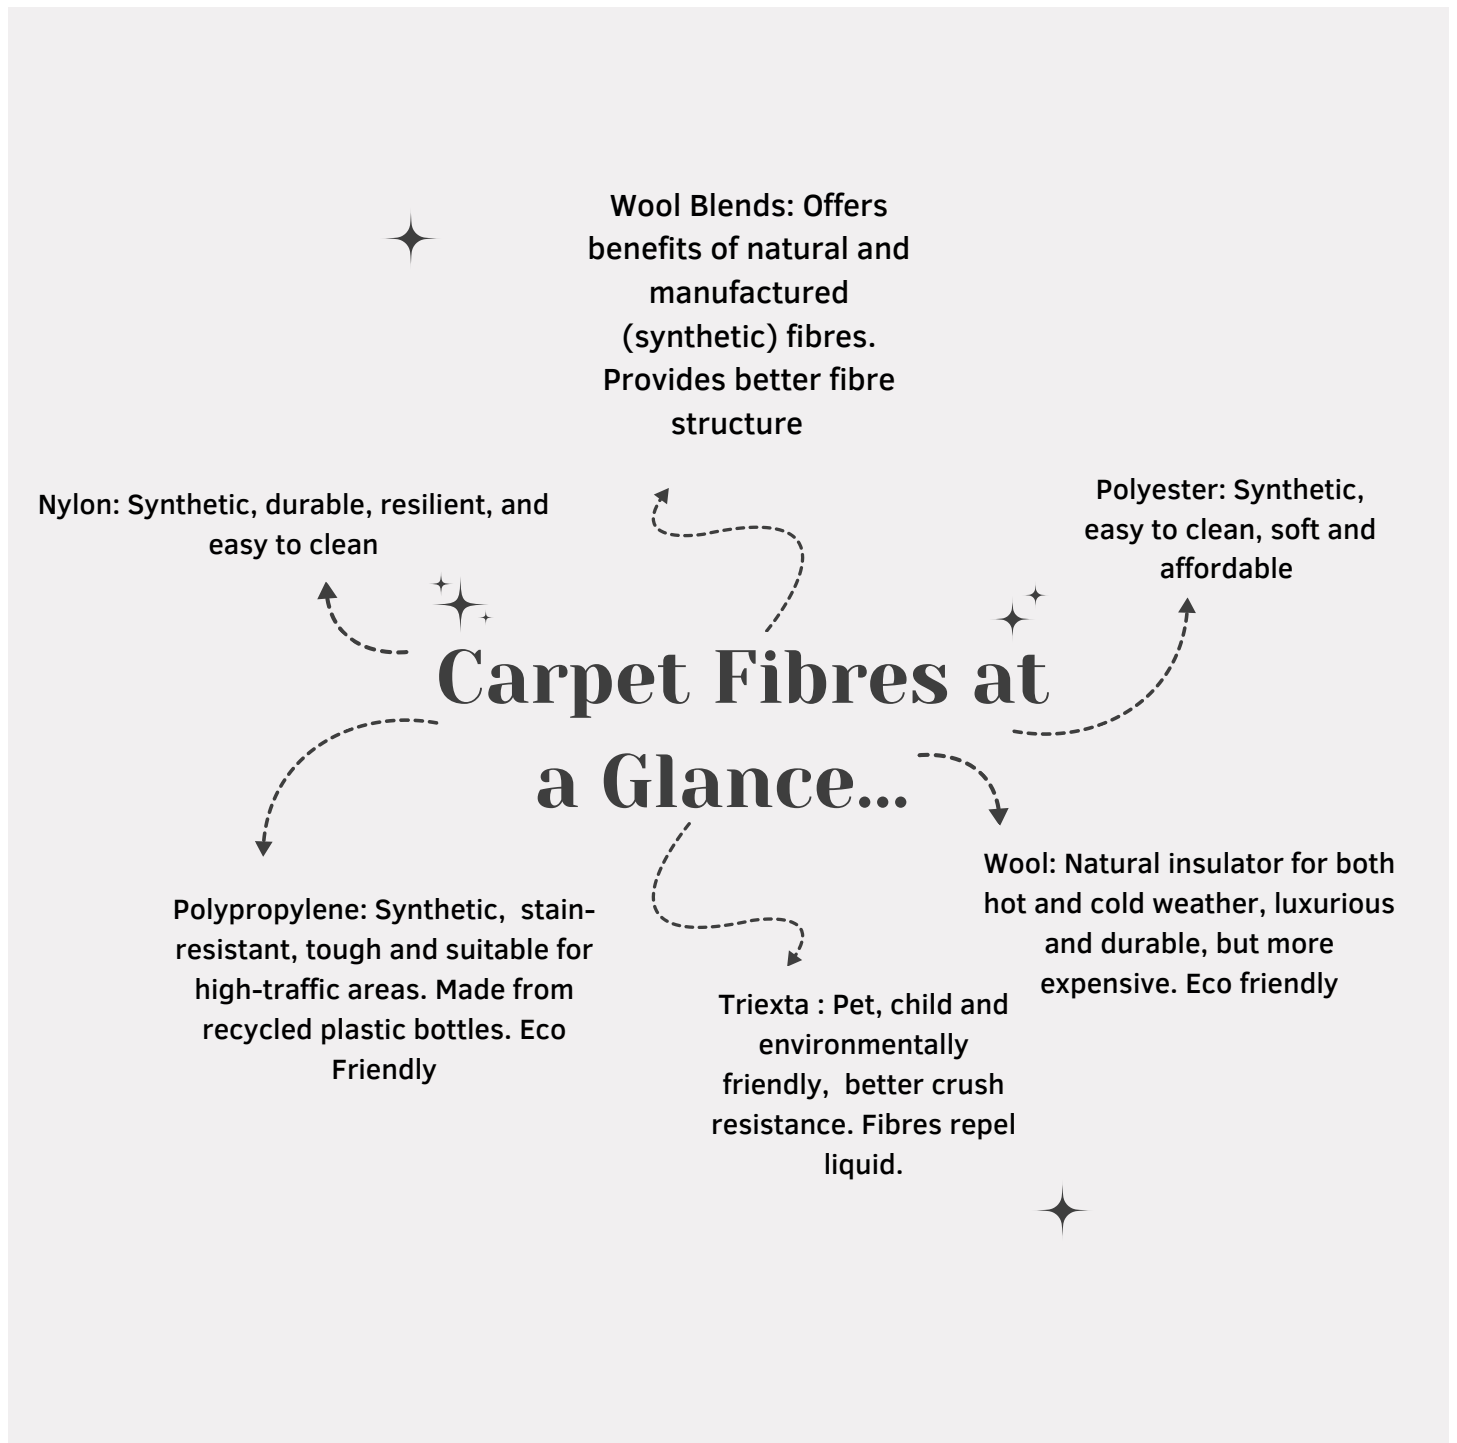 Wool Blends: Offers
benefits of natural and
manufactured
(synthetic) fibres.
Provides better fibre
structure
Nylon: Synthetic, durable, resilient, and
easy to clean
Polyester: Synthetic,
easy to clean, soft and
affordable
Carpet Fibres at
a Glance...
Polypropylene: Synthetic,  stain-
resistant, tough and suitable for
high-traffic areas. Made from
recycled plastic bottles. Eco
Friendly
Wool: Natural insulator for both
hot and cold weather, luxurious
and durable, but more
expensive. Eco friendly
Triexta : Pet, child and
environmentally
friendly,  better crush
resistance. Fibres repel
liquid.